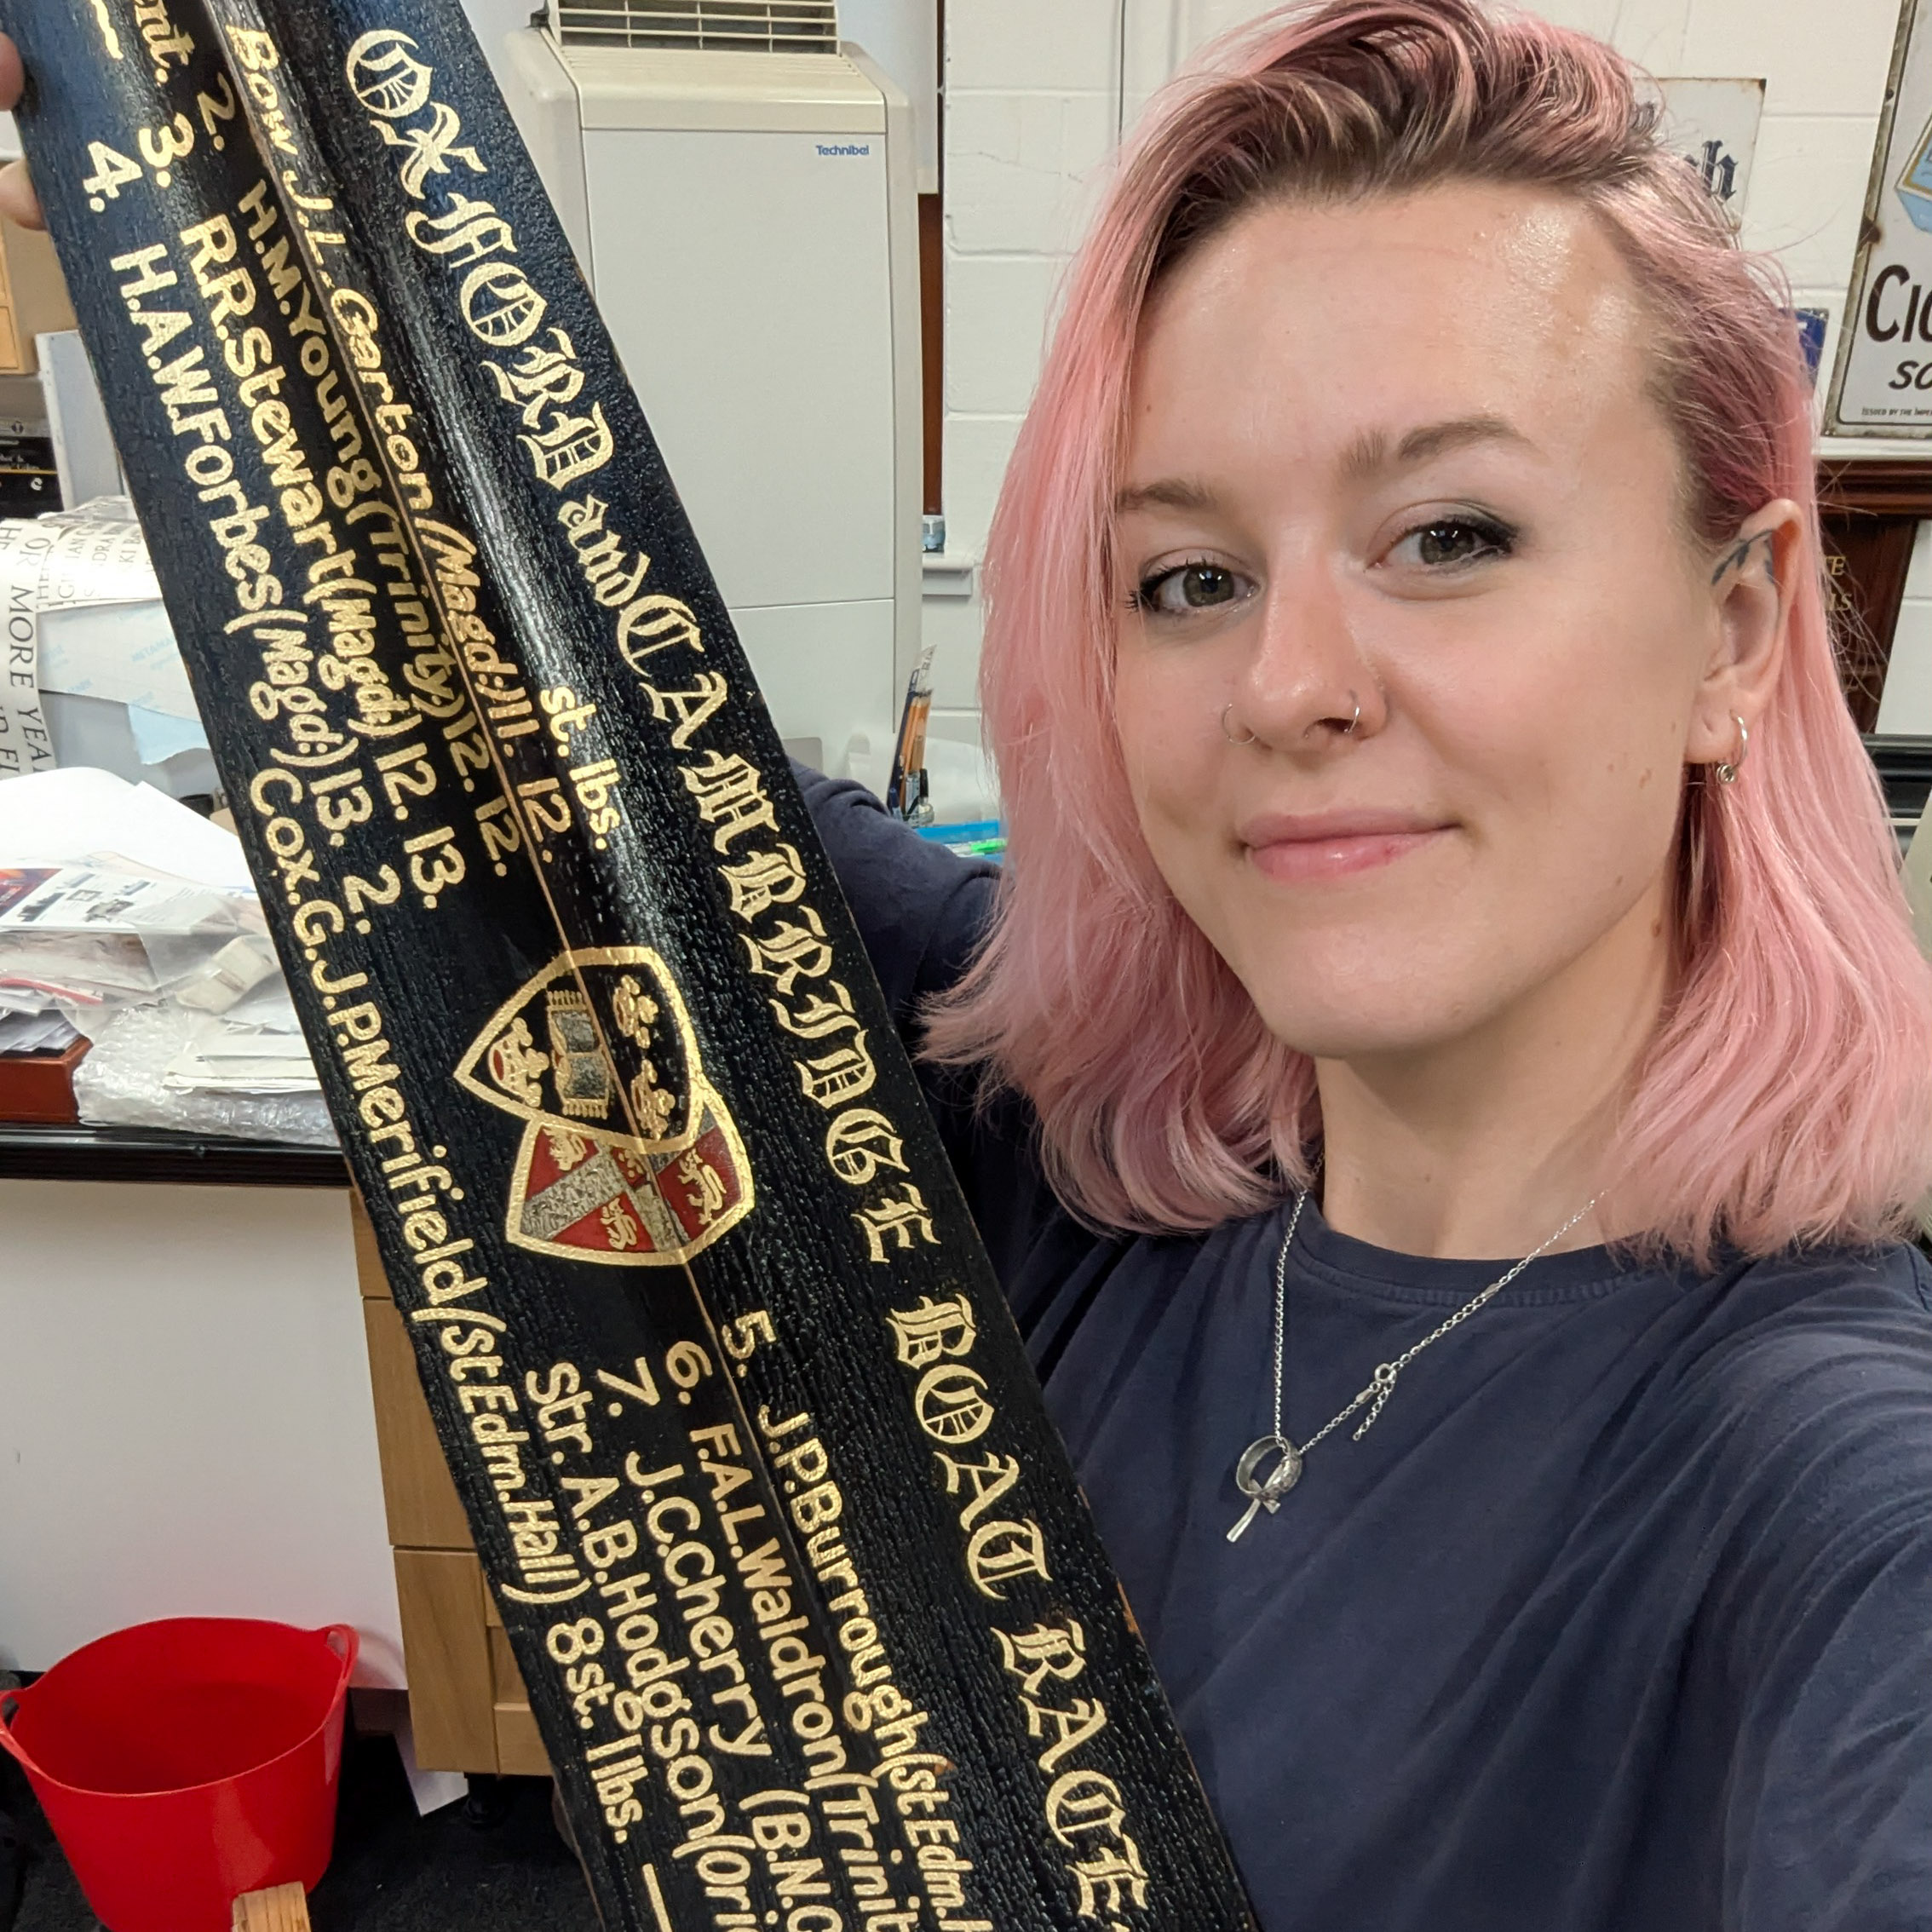 OXFORD and CAMBRIDGE BOAT RACE.
st. lbs.
Bow J.L.Garton (Magd:) 11. 12.
2. H.M.Young (Trinity) 12. 12.
3. R.R.Stewart (Magd:) 12. 13.
4. H.A.W.Forbes (Magd:) 13. 2.
Cox. G.J.P.Merifield (St Edm. Hall) 8st. 1lbs.
5. J.P.Burrough (St Edm.
6. F.A.L.Waldron (Trinit
7. J.C.Cherry (B.N.C
Str. A.B.Hodgson (Ori
Technibel
MORE YEA